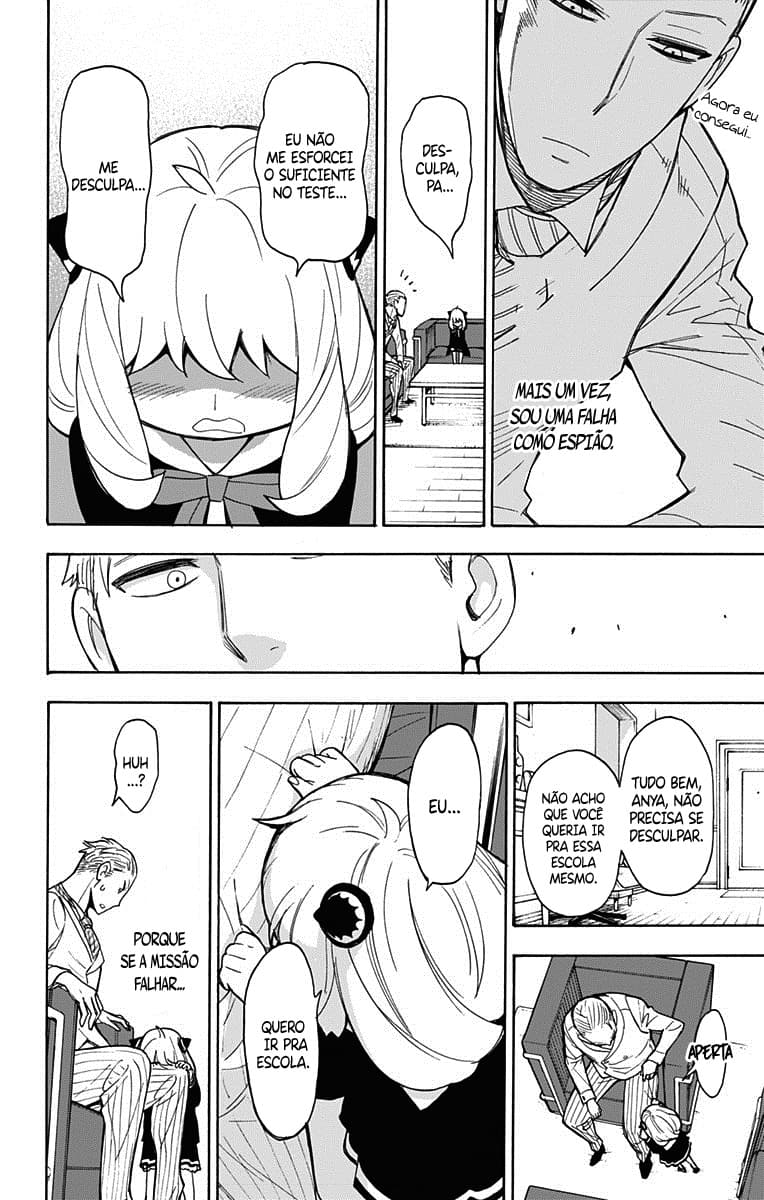 Agora eu
consegui..
MAIS UM VEZ,
SOU UMA FALHA
COMO ESPIÃO.
DES-
CULPA,
PA...
EU NÃO
ME ESFORCEI
O SUFICIENTE
NO TESTE...
ME
DESCULPA...
TUDO BEM,
ANYA, NÃO
PRECISA SE
DESCULPAR.
NÃO ACHO
QUE VOCÊ
QUERIA IR
PRA ESSA
ESCOLA
MESMO.
APERTA
EU...
QUERO
IR PRA
ESCOLA.
HUH
...?
PORQUE
SE A MISSÃO
FALHAR...